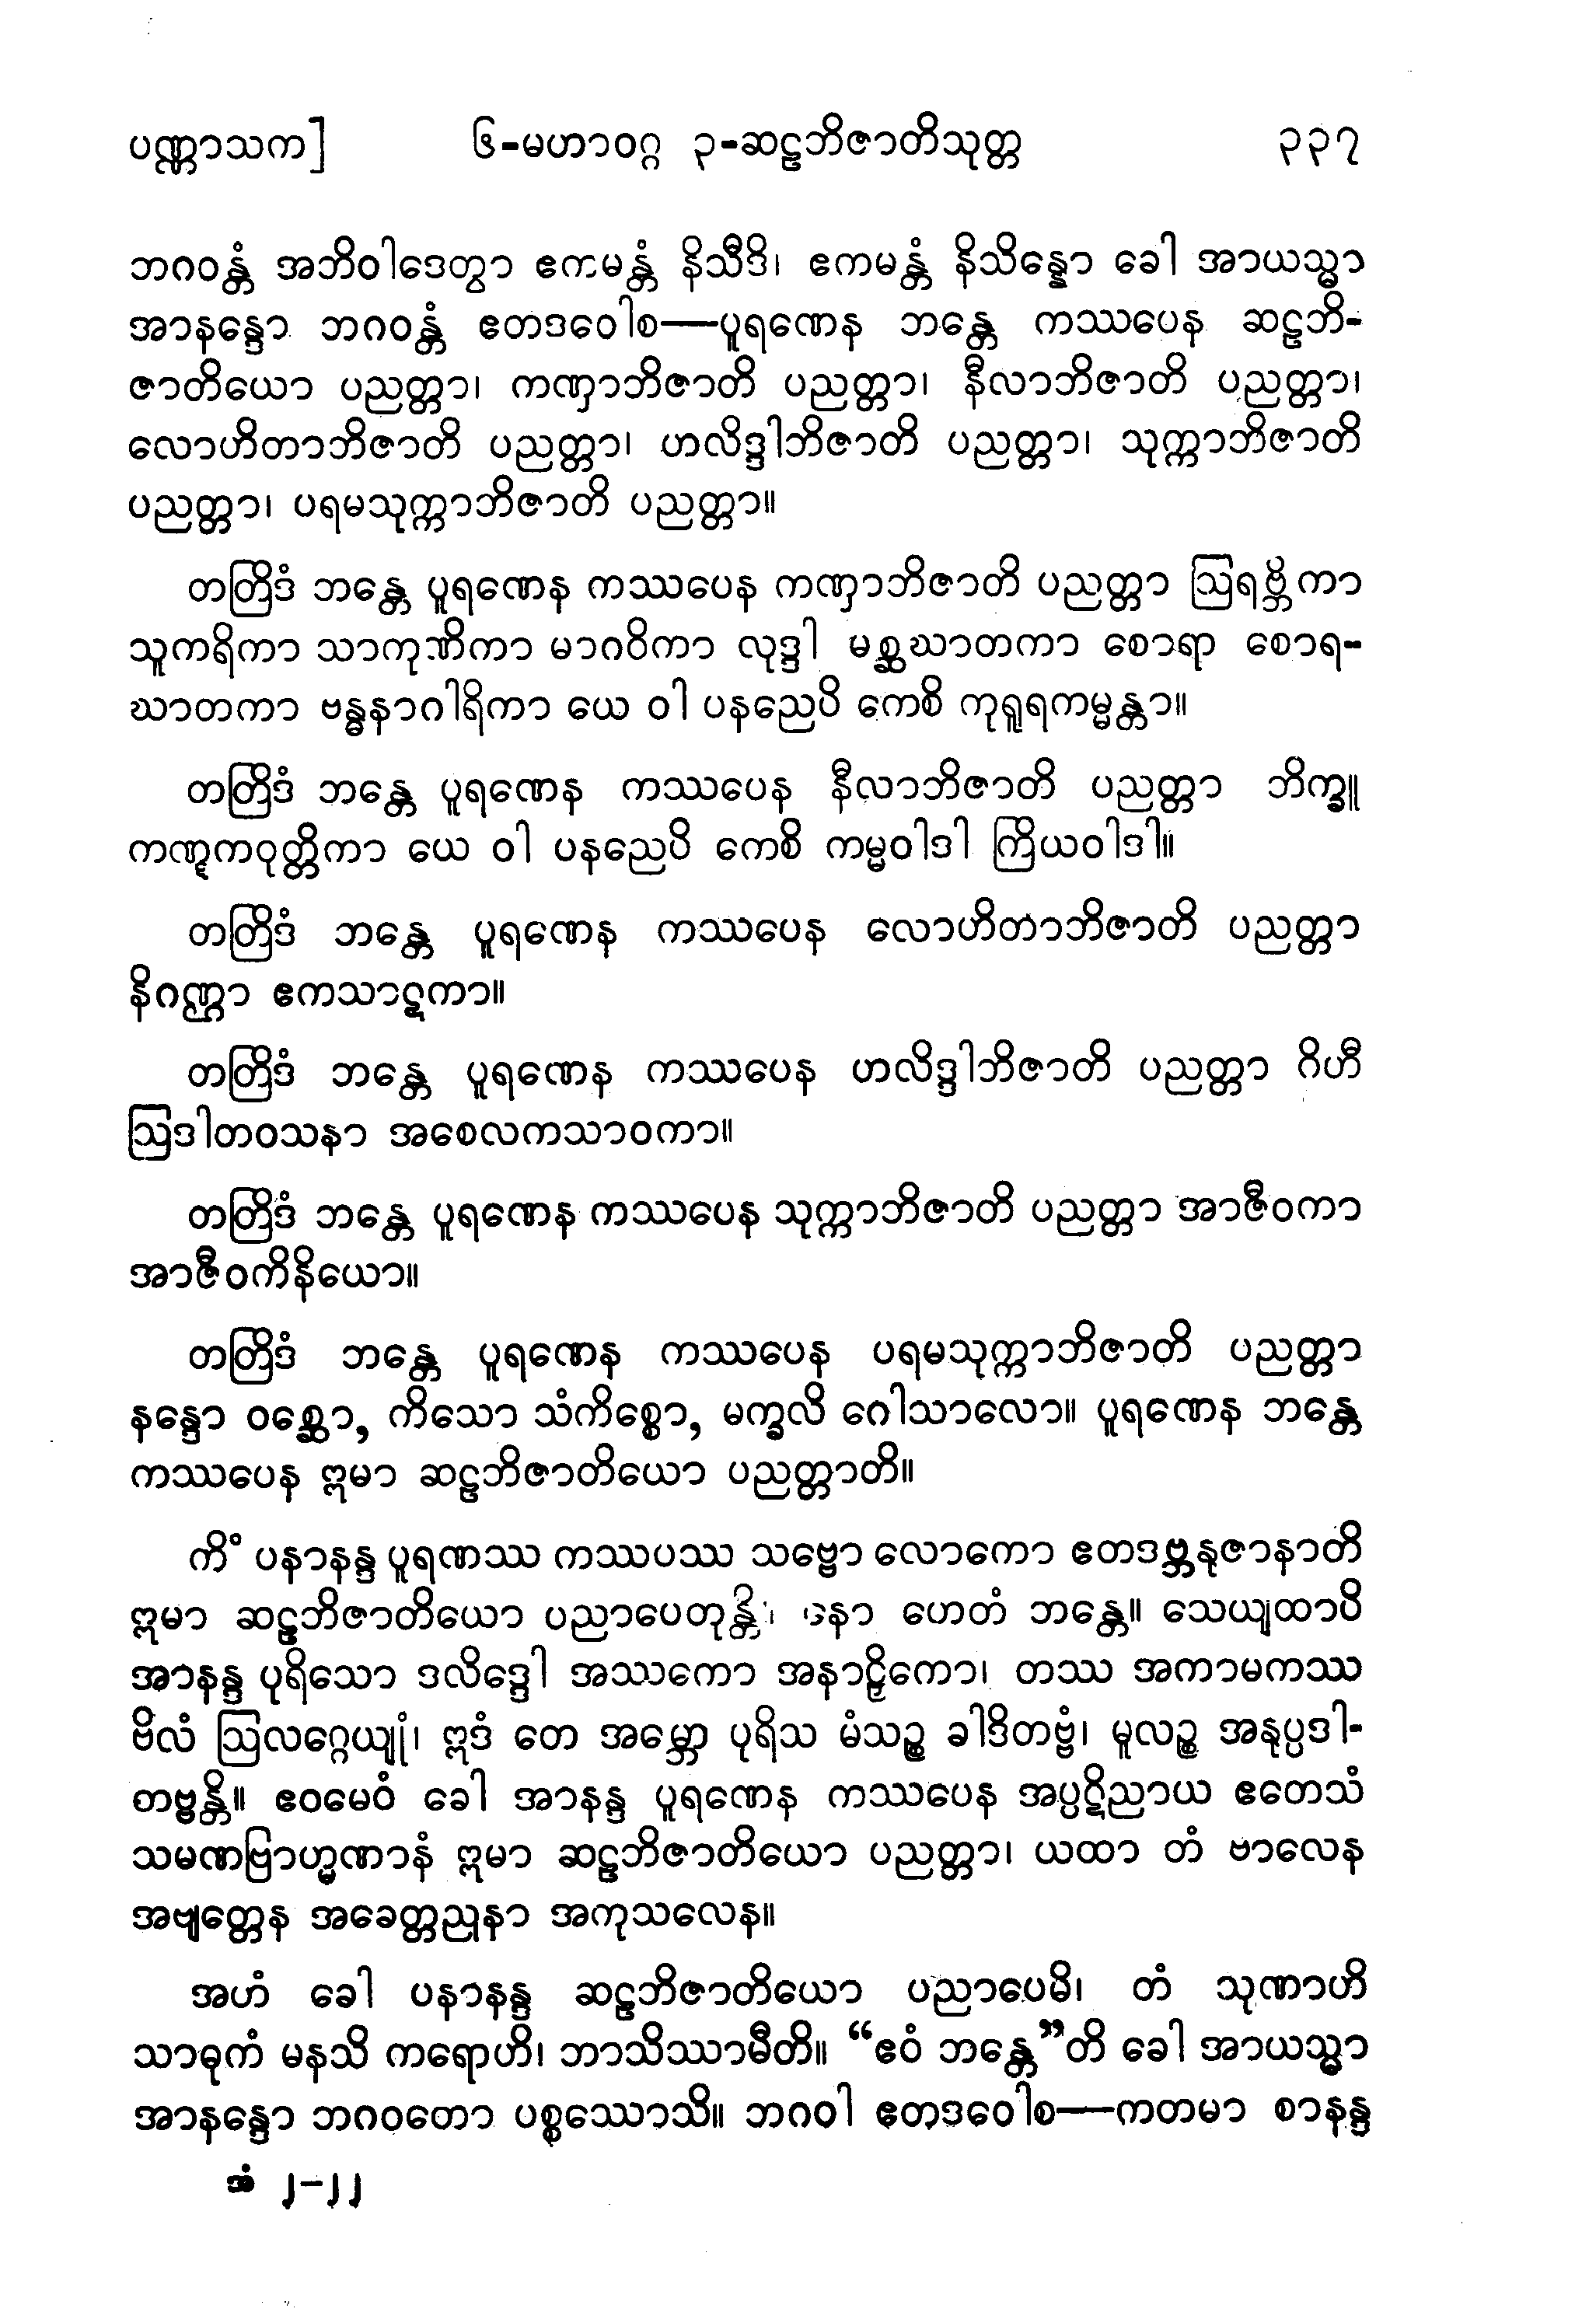 ပဏ္ဏာသက] ၆-မဟာဝဂ္ဂ ၃-ဆဠဘိဇာတိသုတ္တ ၃၃၇
ဘဂဝန္တံ အဘိဝါဒေတွာ ဧကမန္တံ နိသီဒိ၊ ဧကမန္တံ နိသိန္နော ခေါ အာယသ္မာ
အာနန္ဒော ဘဂဝန္တံ ဧတဒဝေါစ—ပူရဏေန ဘန္တေ ကဿပေန ဆဠဘိ-
ဇာတိယော ပညတ္တာ၊ ကဏှာဘိဇာတိ ပညတ္တာ၊ နီလာဘိဇာတိ ပညတ္တာ၊
လောဟိတာဘိဇာတိ ပညတ္တာ၊ ဟလိဒ္ဒါဘိဇာတိ ပညတ္တာ၊ သုက္ကာဘိဇာတိ
ပညတ္တာ၊ ပရမသုက္ကာဘိဇာတိ ပညတ္တာ။
တတြိဒံ ဘန္တေ ပူရဏေန ကဿပေန ကဏှာဘိဇာတိ ပညတ္တာ ဩရဗ္ဘိကာ
သူကရိကာ သာကုဏိကာ မာဂဝိကာ လုဒ္ဒါ မစ္ဆဃာတကာ စောရာ စောရ-
ဃာတကာ ဗန္ဓနာဂါရိကာ ယေ ဝါ ပနညေပိ ကေစိ ကုရူရကမ္မန္တာ။
တတြိဒံ ဘန္တေ ပူရဏေန ကဿပေန နီလာဘိဇာတိ ပညတ္တာ ဘိက္ခူ
ကဏ္ဋကဝုတ္တိကာ ယေ ဝါ ပနညေပိ ကေစိ ကမ္မဝါဒါ ကြိယဝါဒါ။
တတြိဒံ ဘန္တေ ပူရဏေန ကဿပေန လောဟိတာဘိဇာတိ ပညတ္တာ
နိဂဏ္ဌာ ဧကသာဋကာ။
တတြိဒံ ဘန္တေ ပူရဏေန ကဿပေန ဟလိဒ္ဒါဘိဇာတိ ပညတ္တာ ဂိဟီ
ဩဒါတဝသနာ အစေလကသာဝကာ။
တတြိဒံ ဘန္တေ ပူရဏေန ကဿပေန သုက္ကာဘိဇာတိ ပညတ္တာ အာဇီဝကာ
အာဇီဝကိနိယော။
တတြိဒံ ဘန္တေ ပူရဏေန ကဿပေန ပရမသုက္ကာဘိဇာတိ ပညတ္တာ
နန္ဒော ဝစ္ဆော, ကိသော သံကိစ္စော, မက္ခလိ ဂေါသာလော။ ပူရဏေန ဘန္တေ
ကဿပေန ဣမာ ဆဠဘိဇာတိယော ပညတ္တာတိ။
ကိံ ပနာနန္ဒ ပူရဏဿ ကဿပဿ သဗ္ဗော လောကော ဧတဒဗ္ဘနုဇာနာတိ
ဣမာ ဆဠဘိဇာတိယော ပညာပေတုန္တိ၊ နော ဟေတံ ဘန္တေ။ သေယျထာပိ
အာနန္ဒ ပုရိသော ဒလိဒ္ဒေါ အဿကော အနာဠှိကော၊ တဿ အကာမကဿ
ဗိလံ ဩလဂ္ဂေယျုံ၊ ဣဒံ တေ အမ္ဘော ပုရိသ မံသဉ္စ ခါဒိတဗ္ဗံ၊ မူလဉ္စ အနုပ္ပဒါ-
တဗ္ဗန္တိ။ ဧဝမေဝံ ခေါ အာနန္ဒ ပူရဏေန ကဿပေန အပ္ပဋိညာယ ဧတေသံ
သမဏဗြာဟ္မဏာနံ ဣမာ ဆဠဘိဇာတိယော ပညတ္တာ၊ ယထာ တံ ဗာလေန
အဗျတ္တေန အခေတ္တညုနာ အကုသလေန။
အဟံ ခေါ ပနာနန္ဒ ဆဠဘိဇာတိယော ပညာပေမိ၊ တံ သုဏာဟိ
သာဓုကံ မနသိ ကရောဟိ၊ ဘာသိဿာမီတိ။ “ဧဝံ ဘန္တေ”တိ ခေါ အာယသ္မာ
အာနန္ဒော ဘဂဝတော ပစ္စဿောသိ။ ဘဂဝါ ဧတဒဝေါစ—ကတမာ စာနန္ဒ
အံ ၂-၂၂